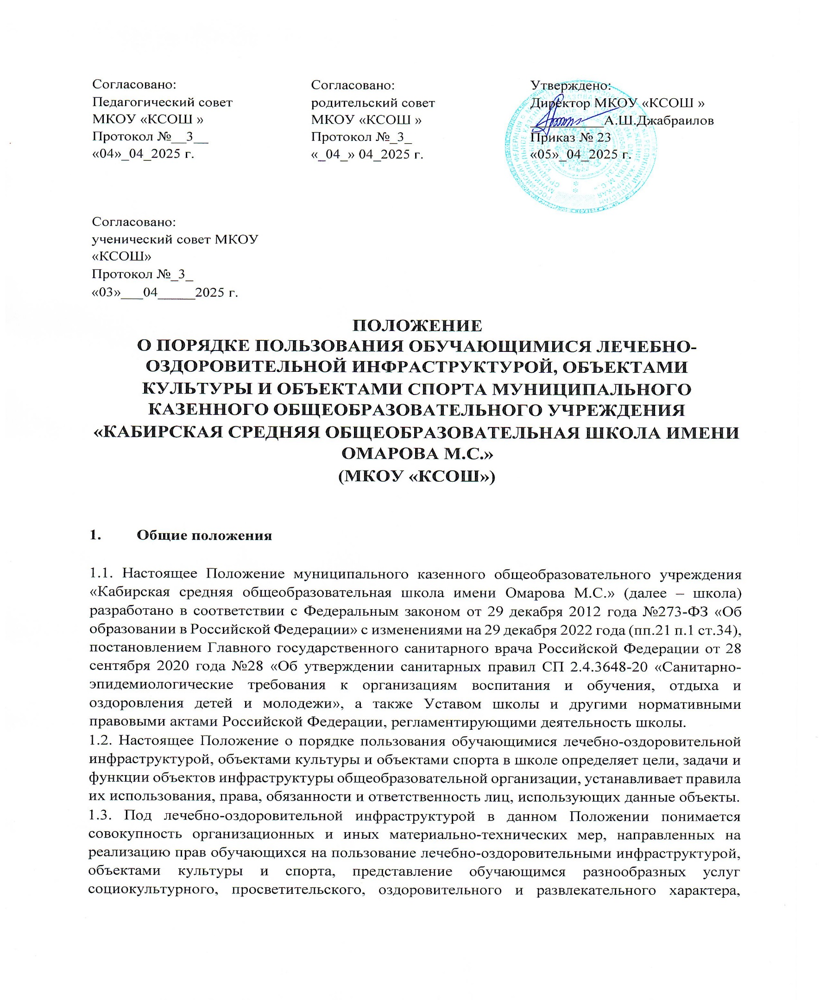 Согласовано:
Педагогический совет
МКОУ «КСОШ »
Протокол №__3__
«04»_04_2025 г.
Согласовано:
родительский совет
МКОУ «КСОШ »
Протокол №_3_
«_04_» 04_2025 г.
Утверждено:
Директор МКОУ «КСОШ »
__________А.Ш.Джабраилов
Приказ № 23
«05»_04_2025 г.
Согласовано:
ученический совет МКОУ
«КСОШ»
Протокол №_3_
«03»___04_____2025 г.
ПОЛОЖЕНИЕ
О ПОРЯДКЕ ПОЛЬЗОВАНИЯ ОБУЧАЮЩИМИСЯ ЛЕЧЕБНО-
ОЗДОРОВИТЕЛЬНОЙ ИНФРАСТРУКТУРОЙ, ОБЪЕКТАМИ
КУЛЬТУРЫ И ОБЪЕКТАМИ СПОРТА МУНИЦИПАЛЬНОГО
КАЗЕННОГО ОБЩЕОБРАЗОВАТЕЛЬНОГО УЧРЕЖДЕНИЯ
«КАБИРСКАЯ СРЕДНЯЯ ОБЩЕОБРАЗОВАТЕЛЬНАЯ ШКОЛА ИМЕНИ
ОМАРОВА М.С.»
(МКОУ «КСОШ»)
1. Общие положения
1.1. Настоящее Положение муниципального казенного общеобразовательного учреждения
«Кабирская средняя общеобразовательная школа имени Омарова М.С.» (далее – школа)
разработано в соответствии с Федеральным законом от 29 декабря 2012 года №273-ФЗ «Об
образовании в Российской Федерации» с изменениями на 29 декабря 2022 года (пп.21 п.1 ст.34),
постановлением Главного государственного санитарного врача Российской Федерации от 28
сентября 2020 года №28 «Об утверждении санитарных правил СП 2.4.3648-20 «Санитарно-
эпидемиологические требования к организациям воспитания и обучения, отдыха и
оздоровления детей и молодежи», а также Уставом школы и другими нормативными
правовыми актами Российской Федерации, регламентирующими деятельность школы.
1.2. Настоящее Положение о порядке пользования обучающимися лечебно-оздоровительной
инфраструктурой, объектами культуры и объектами спорта в школе определяет цели, задачи и
функции объектов инфраструктуры общеобразовательной организации, устанавливает правила
их использования, права, обязанности и ответственность лиц, использующих данные объекты.
1.3. Под лечебно-оздоровительной инфраструктурой в данном Положении понимается
совокупность организационных и иных материально-технических мер, направленных на
реализацию прав обучающихся на пользование лечебно-оздоровительными инфраструктурой,
объектами культуры и спорта, представление обучающимся разнообразных услуг
социокультурного, просветительского, оздоровительного и развлекательного характера,